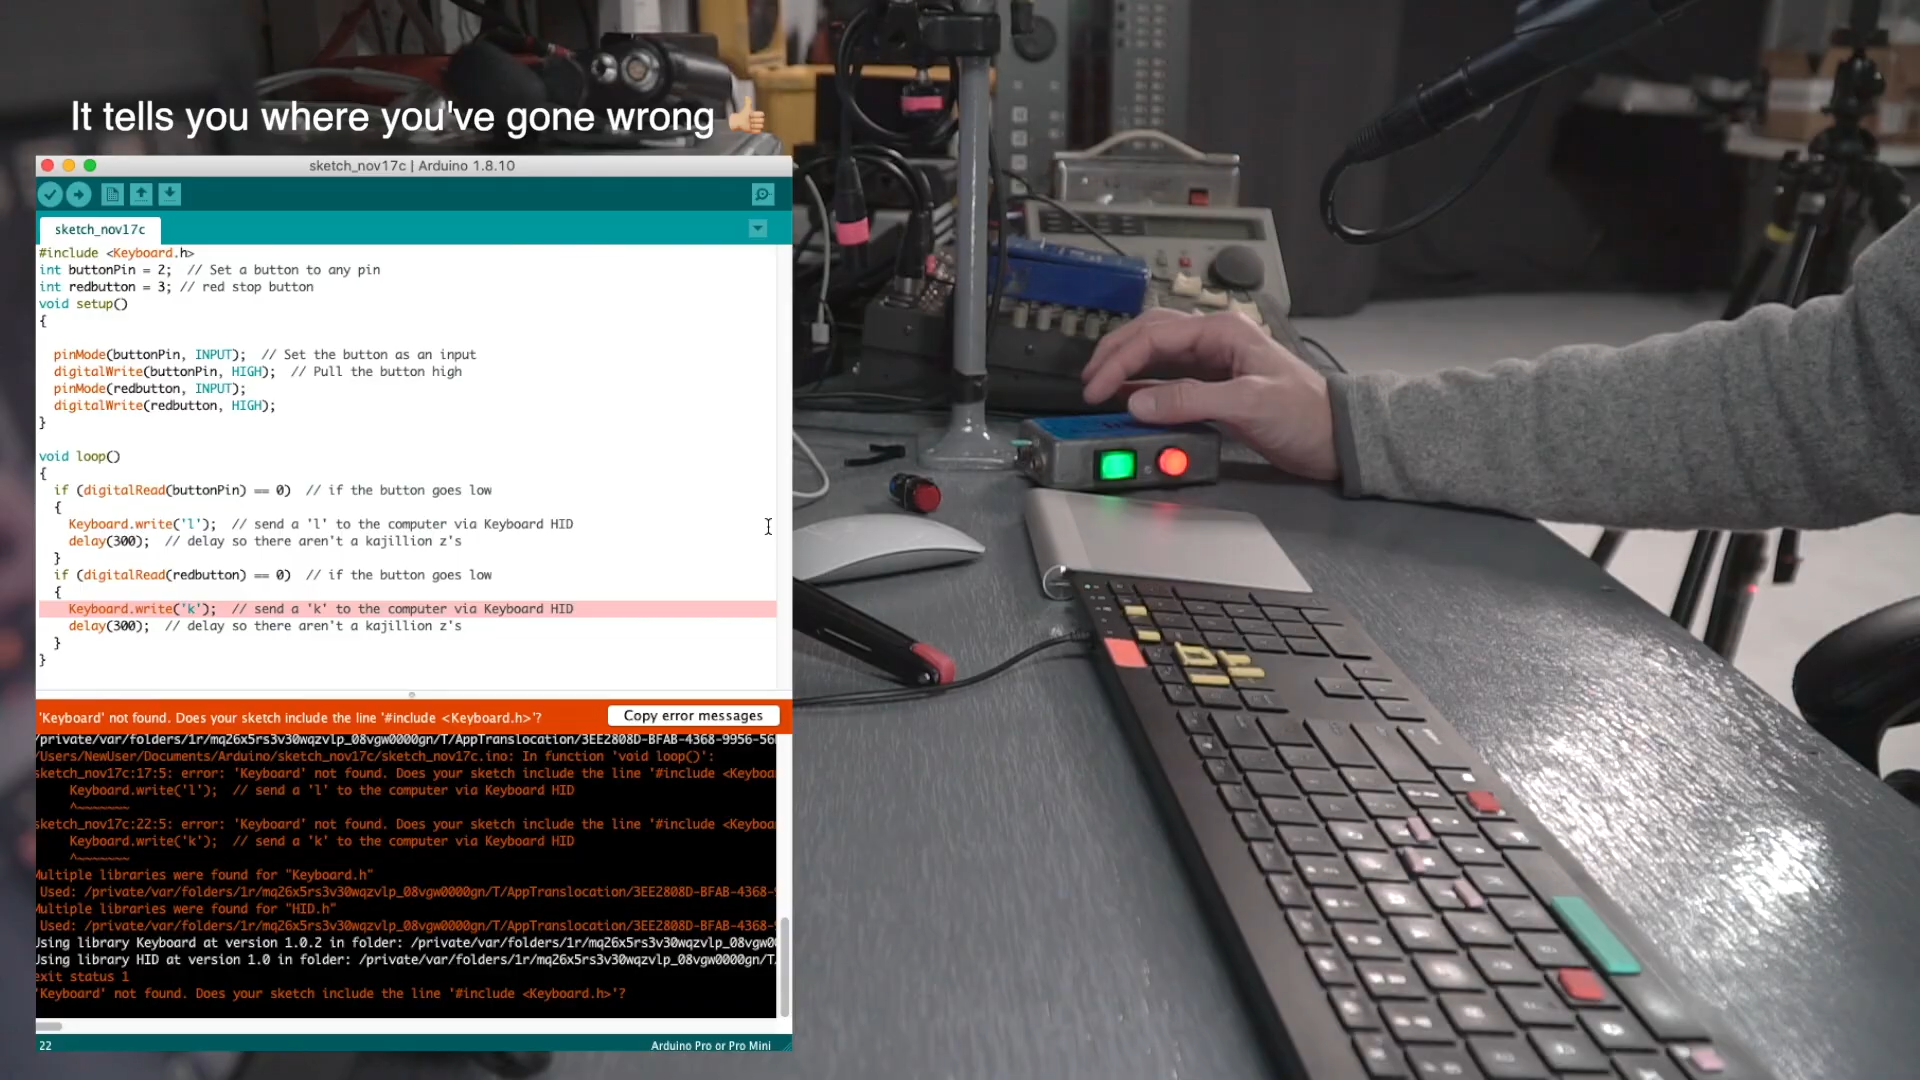 It tells you where you've gone wrong 👍
sketch_nov17c | Arduino 1.8.10
sketch_nov17c
#include <Keyboard.h>
int buttonPin = 2;  // Set a button to any pin
int redbutton = 3; // red stop button
void setup()
{
pinMode(buttonPin, INPUT);  // Set the button as an input
digitalWrite(buttonPin, HIGH);  // Pull the button high
pinMode(redbutton, INPUT);
digitalWrite(redbutton, HIGH);
}
void loop()
{
if (digitalRead(buttonPin) == 0)  // if the button goes low
{
Keyboard.write('l');  // send a 'l' to the computer via Keyboard HID
delay(300);  // delay so there aren't a kajillion z's
}
if (digitalRead(redbutton) == 0)  // if the button goes low
{
Keyboard.write('k');  // send a 'k' to the computer via Keyboard HID
delay(300);  // delay so there aren't a kajillion z's
}
}
'Keyboard' not found. Does your sketch include the line '#include <Keyboard.h>'?
Copy error messages
/private/var/folders/1r/mq26x5rs3v30wqzvlp_08vgw0000gn/T/AppTranslocation/3EE2808D-BFAB-4368-9956-56
/Users/NewUser/Documents/Arduino/sketch_nov17c/sketch_nov17c.ino: In function 'void loop()':
sketch_nov17c:17:5: error: 'Keyboard' not found. Does your sketch include the line '#include <Keyboa
Keyboard.write('l');  // send a 'l' to the computer via Keyboard HID
^~~~~~~~
sketch_nov17c:22:5: error: 'Keyboard' not found. Does your sketch include the line '#include <Keyboa
Keyboard.write('k');  // send a 'k' to the computer via Keyboard HID
^~~~~~~~
Multiple libraries were found for "Keyboard.h"
Used: /private/var/folders/1r/mq26x5rs3v30wqzvlp_08vgw0000gn/T/AppTranslocation/3EE2808D-BFAB-4368-
Multiple libraries were found for "HID.h"
Used: /private/var/folders/1r/mq26x5rs3v30wqzvlp_08vgw0000gn/T/AppTranslocation/3EE2808D-BFAB-4368-
Using library Keyboard at version 1.0.2 in folder: /private/var/folders/1r/mq26x5rs3v30wqzvlp_08vgw00
Using library HID at version 1.0 in folder: /private/var/folders/1r/mq26x5rs3v30wqzvlp_08vgw0000gn/T
exit status 1
'Keyboard' not found. Does your sketch include the line '#include <Keyboard.h>'?
22
Arduino Pro or Pro Mini